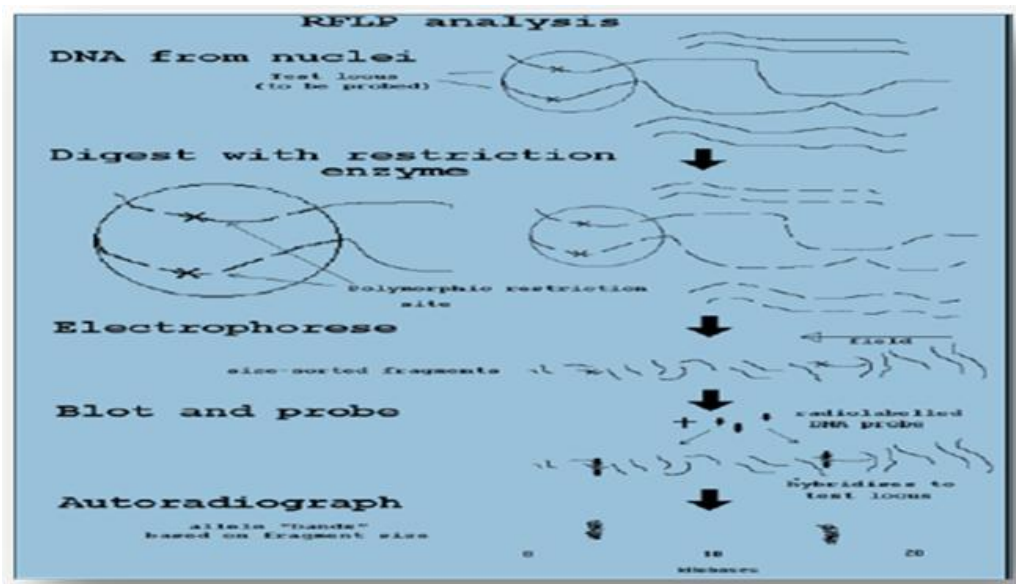 RFLP analysis
DNA from nuclei
Test locus
(to be probed)
Digest with restriction
enzyme
Polymorphic restriction
site
Electrophorese
field
size-sorted fragments
Blot and probe
+
radiolabelled
DNA probe
hybridises to
test locus
Autoradiograph
allele "bands"
based on fragment size
0 10 20
kilobases